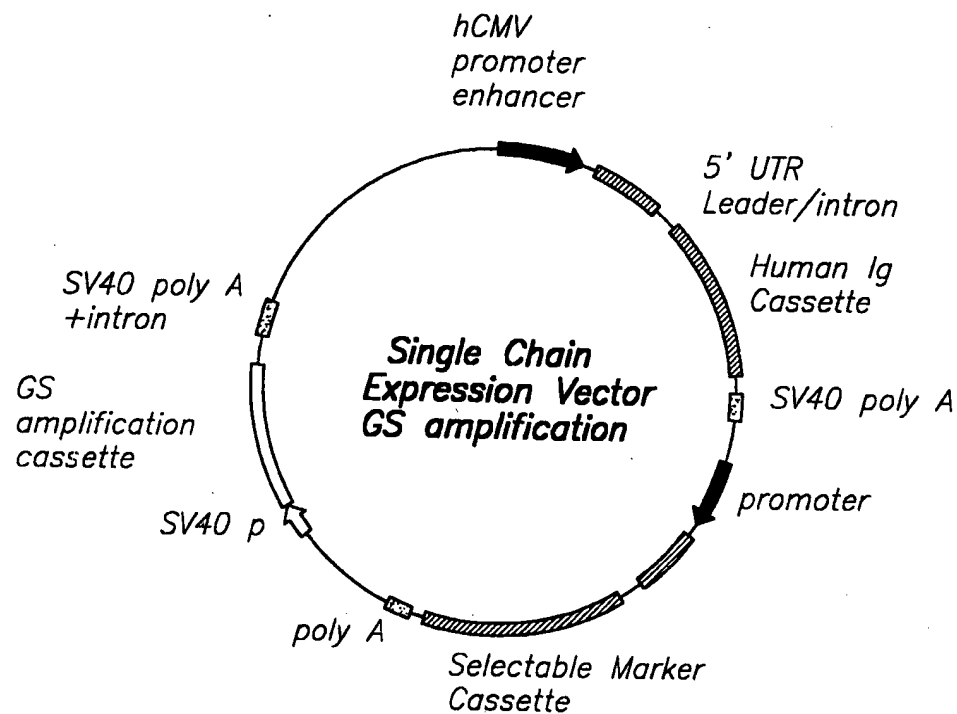 hCMV
promoter
enhancer
5' UTR
Leader/intron
Human Ig
Cassette
SV40 poly A
+intron
Single Chain
Expression Vector
GS amplification
SV40 poly A
GS
amplification
cassette
promoter
SV40 p
poly A
Selectable Marker
Cassette